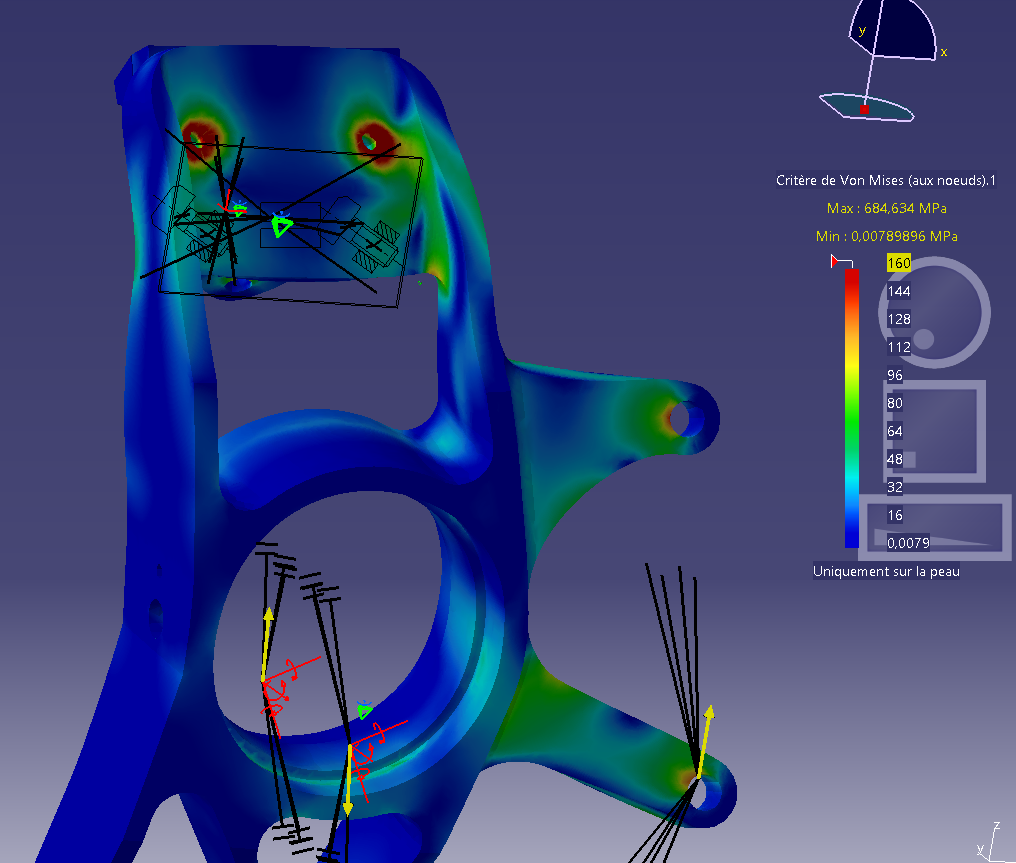 y
x
Critère de Von Mises (aux noeuds).1
Max : 684,634 MPa
Min : 0,00789896 MPa
160
144
128
112
96
80
64
48
32
16
0,0079
Uniquement sur la peau
z
y